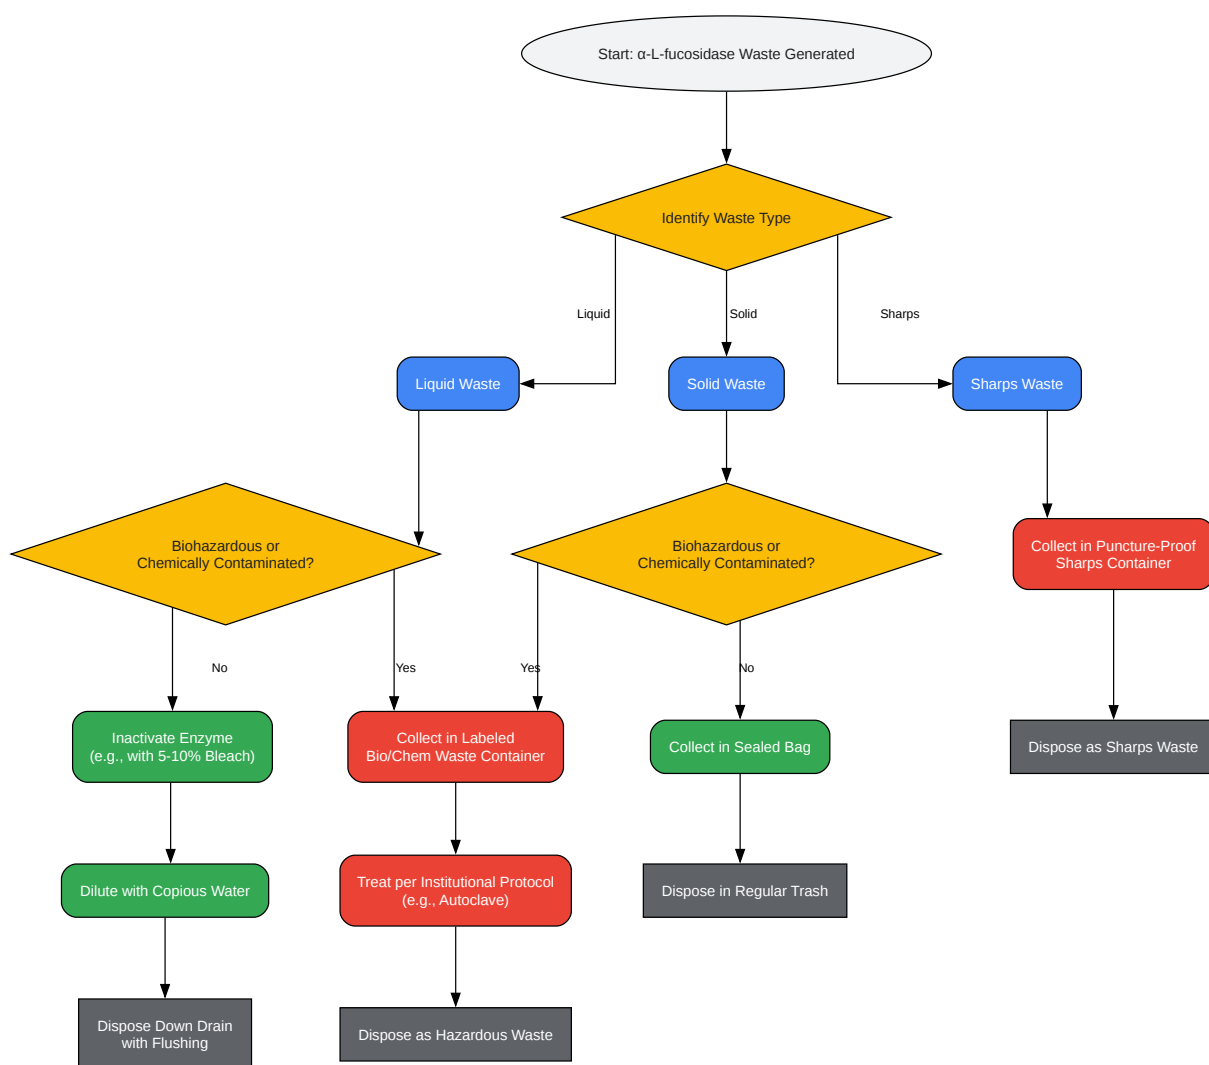 Start: α-L-fucosidase Waste Generated
Identify Waste Type
Liquid
Solid
Sharps
Liquid Waste
Solid Waste
Sharps Waste
Biohazardous or
Chemically Contaminated?
Biohazardous or
Chemically Contaminated?
Collect in Puncture-Proof
Sharps Container
No
Yes
Yes
No
Inactivate Enzyme
(e.g., with 5-10% Bleach)
Collect in Labeled
Bio/Chem Waste Container
Collect in Sealed Bag
Dispose as Sharps Waste
Dilute with Copious Water
Treat per Institutional Protocol
(e.g., Autoclave)
Dispose in Regular Trash
Dispose Down Drain
with Flushing
Dispose as Hazardous Waste